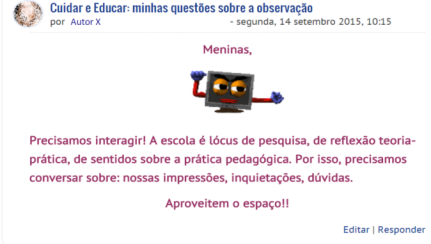 Cuidar e Educar: minhas questões sobre a observação
por Autor X - segunda, 14 setembro 2015, 10:15
Meninas,
Precisamos interagir! A escola é lócus de pesquisa, de reflexão teoria-
prática, de sentidos sobre a prática pedagógica. Por isso, precisamos
conversar sobre: nossas impressões, inquietações, dúvidas.
Aproveitem o espaço!!
Editar | Responder